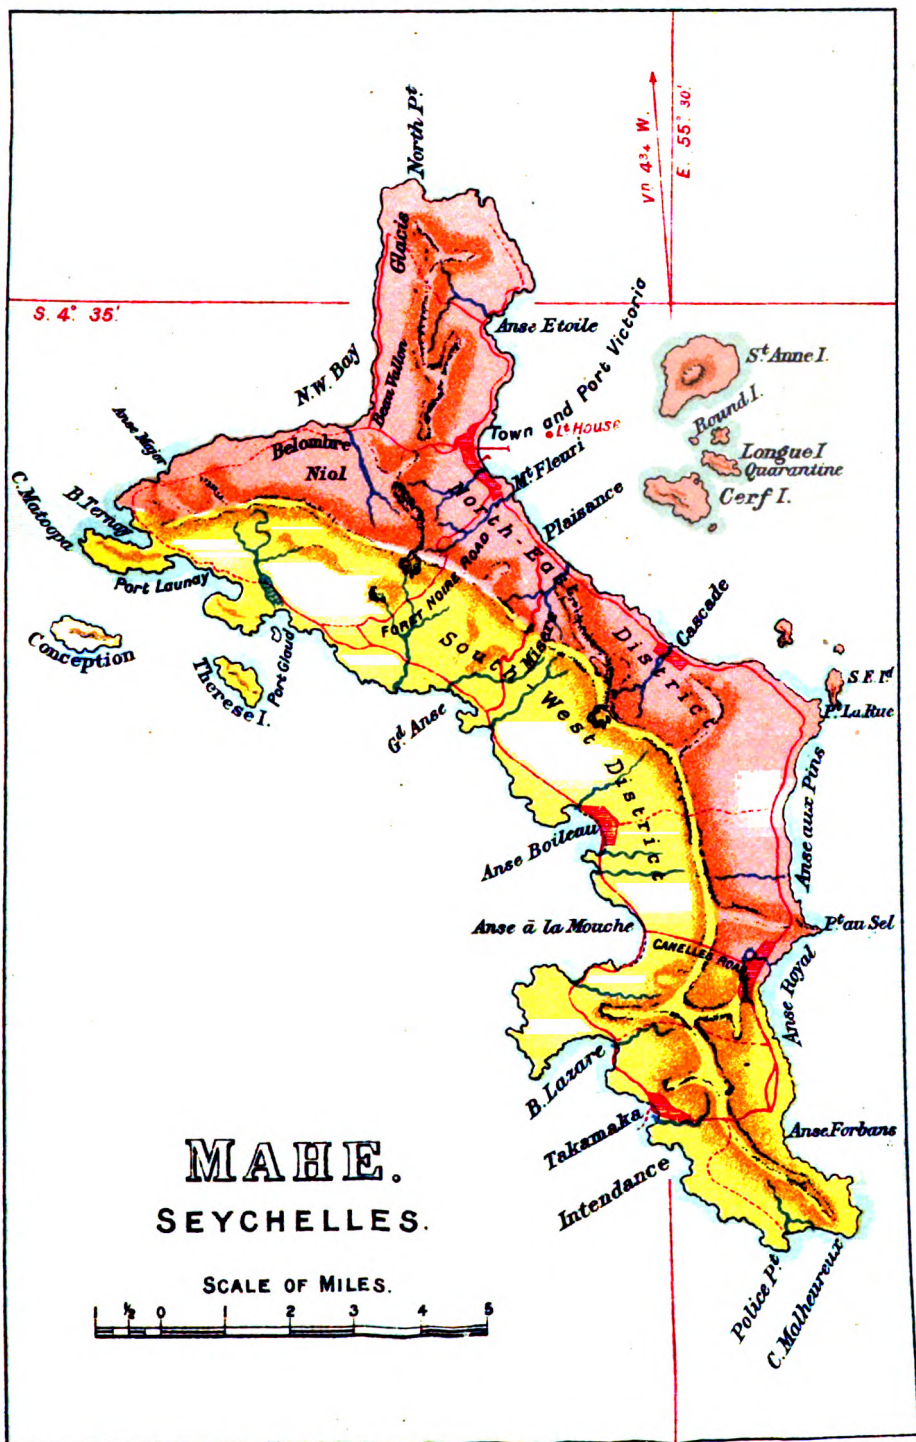 North Pt
Vn 4¾ W.
E. 55° 30'
Glacis
S. 4° 35'
Anse Etoile
N.W. Bay
Beau Vallon
Town and Port Victoria
Lt House
St Anne I.
Round I.
Longue I
Quarantine
Cerf I.
Anse Major
Belombre
Niol
Mt Fleuri
C. Matoopa
B. Ternay
Plaisance
North-East District
Port Launay
FORET NOIRE ROAD
Misere
Cascade
Conception
Therese I.
Port Gloud
South West District
S.E. Id
Pt La Rue
Gd Anse
Anse aux Pins
Anse Boileau
Anse à la Mouche
Pt au Sel
CANELLES ROAD
Anse Royal
B. Lazare
Takamaka
Anse Forbans
Intendance
Police Pt
C. Malheureux
MAHE.
SEYCHELLES.
SCALE OF MILES.
1 ½ 0 1 2 3 4 5